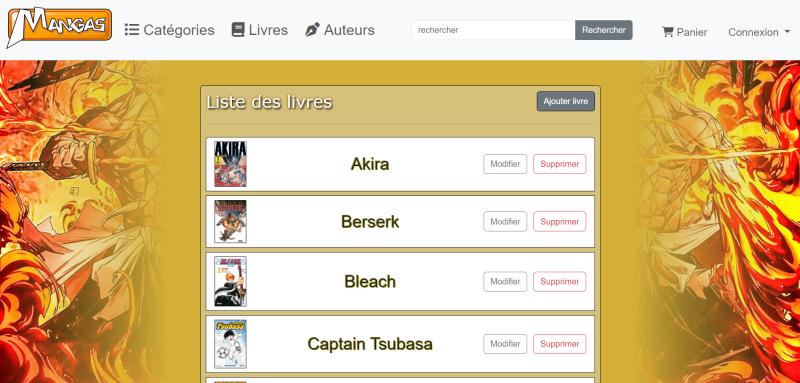 MANGAS
Catégories
Livres
Auteurs
rechercher
Rechercher
Panier
Connexion
Liste des livres
Ajouter livre
AKIRA
Akira
Modifier
Supprimer
Berserk
Modifier
Supprimer
Bleach
Modifier
Supprimer
Tsubasa
Captain Tsubasa
Modifier
Supprimer